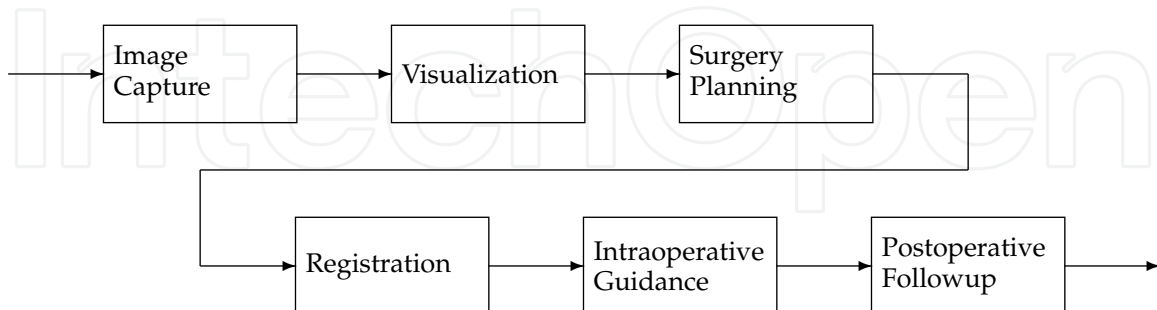 IntechOpen
Image
Capture
Visualization
Surgery
Planning
Registration
Intraoperative
Guidance
Postoperative
Followup